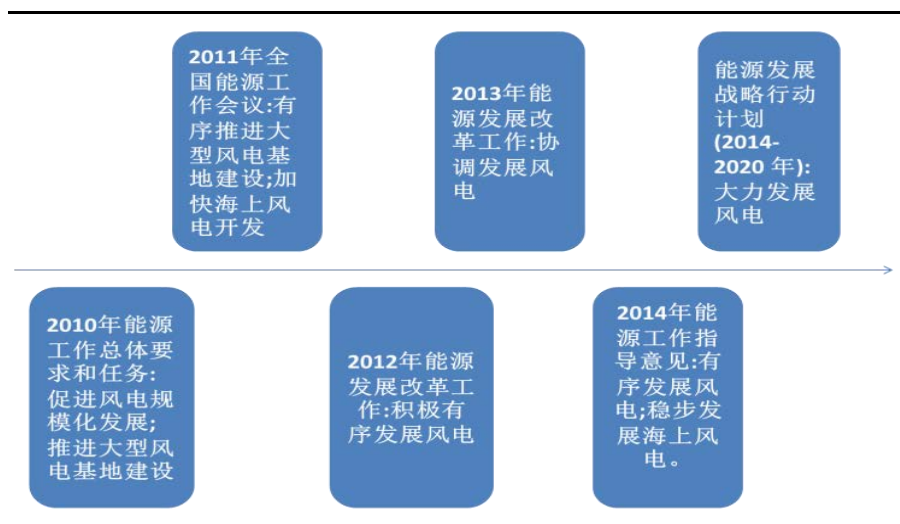 2011年全
国能源工
作会议:有
序推进大
型风电基
地建设;加
快海上风
电开发
2013年能
源发展改
革工作:协
调发展风
电
能源发展
战略行动
计划
(2014-
2020 年):
大力发展
风电
2010年能源
工作总体要
求和任务:
促进风电规
模化发展;
推进大型风
电基地建设
2012年能源
发展改革工
作:积极有
序发展风电
2014年能
源工作指
导意见:有
序发展风
电;稳步发
展海上风
电。